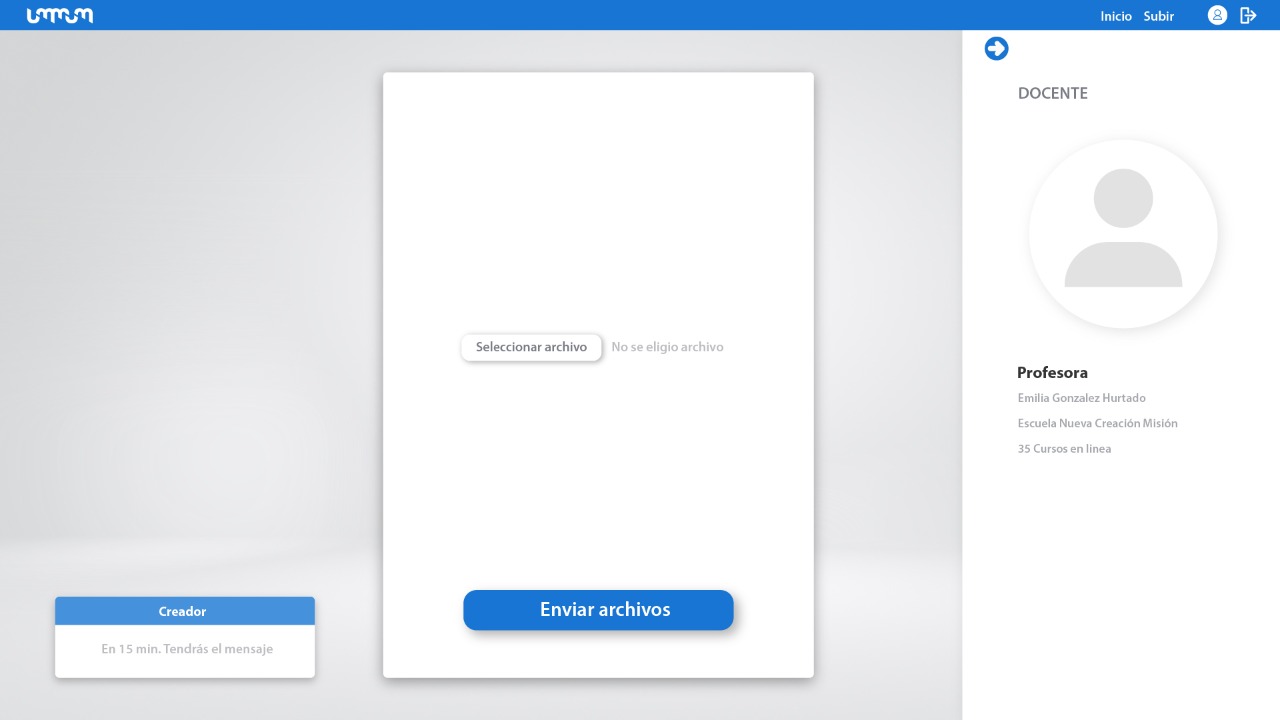 Inicio Subir
DOCENTE
Seleccionar archivo No se eligio archivo
Profesora
Emilia Gonzalez Hurtado
Escuela Nueva Creación Misión
35 Cursos en linea
Enviar archivos
Creador
En 15 min. Tendrás el mensaje